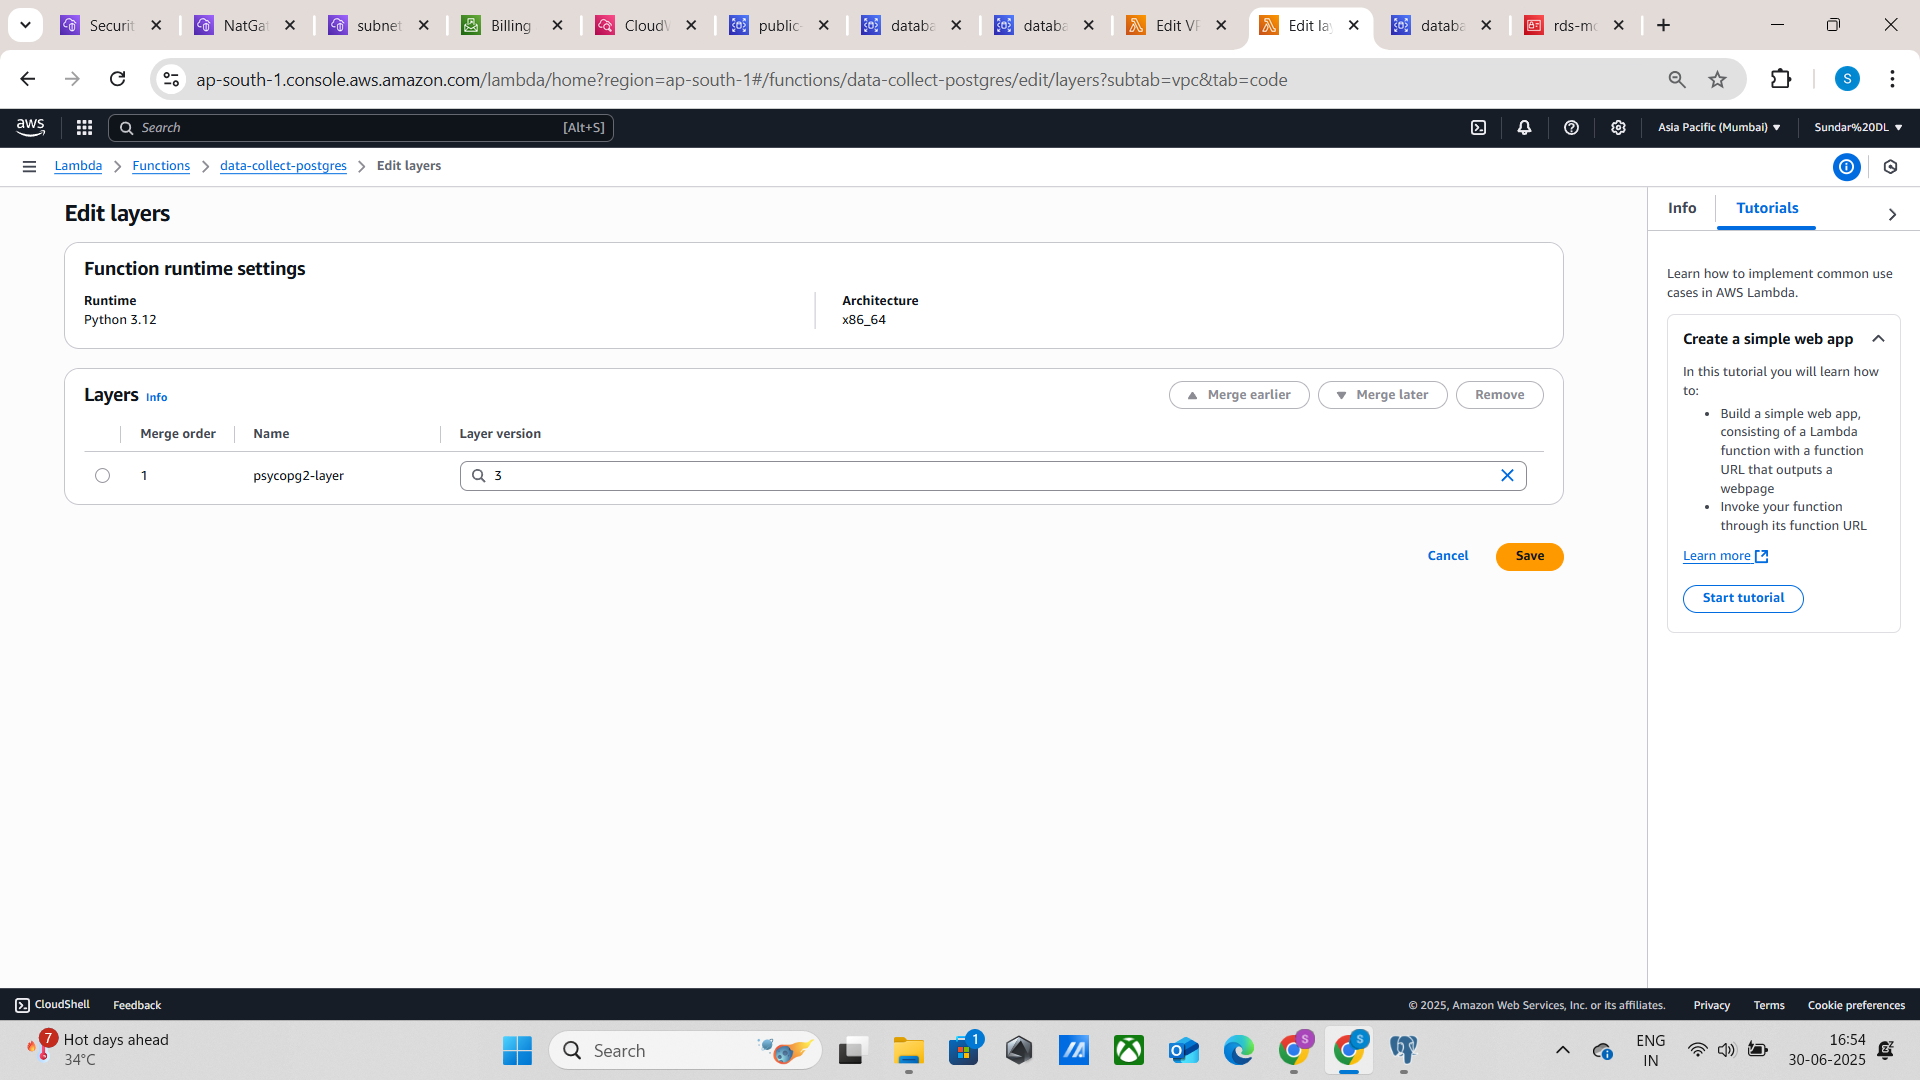 Securit
NatGat
subnet
Billing
CloudW
public-
databa
databa
Edit VP
Edit lay
databa
rds-mo
ap-south-1.console.aws.amazon.com/lambda/home?region=ap-south-1#/functions/data-collect-postgres/edit/layers?subtab=vpc&tab=code
S
aws
Search
[Alt+S]
Asia Pacific (Mumbai)
Sundar%20DL
Lambda
Functions
data-collect-postgres
Edit layers
Info
Tutorials
Edit layers
Function runtime settings
Runtime
Python 3.12
Architecture
x86_64
Layers Info
Merge earlier
Merge later
Remove
Merge order
Name
Layer version
1
psycopg2-layer
3
Cancel
Save
Learn how to implement common use
cases in AWS Lambda.
Create a simple web app
In this tutorial you will learn how
to:
• Build a simple web app,
consisting of a Lambda
function with a function
URL that outputs a
webpage
• Invoke your function
through its function URL
Learn more
Start tutorial
CloudShell
Feedback
© 2025, Amazon Web Services, Inc. or its affiliates.
Privacy
Terms
Cookie preferences
7
Hot days ahead
34°C
Search
1
S
S
ENG
IN
16:54
30-06-2025